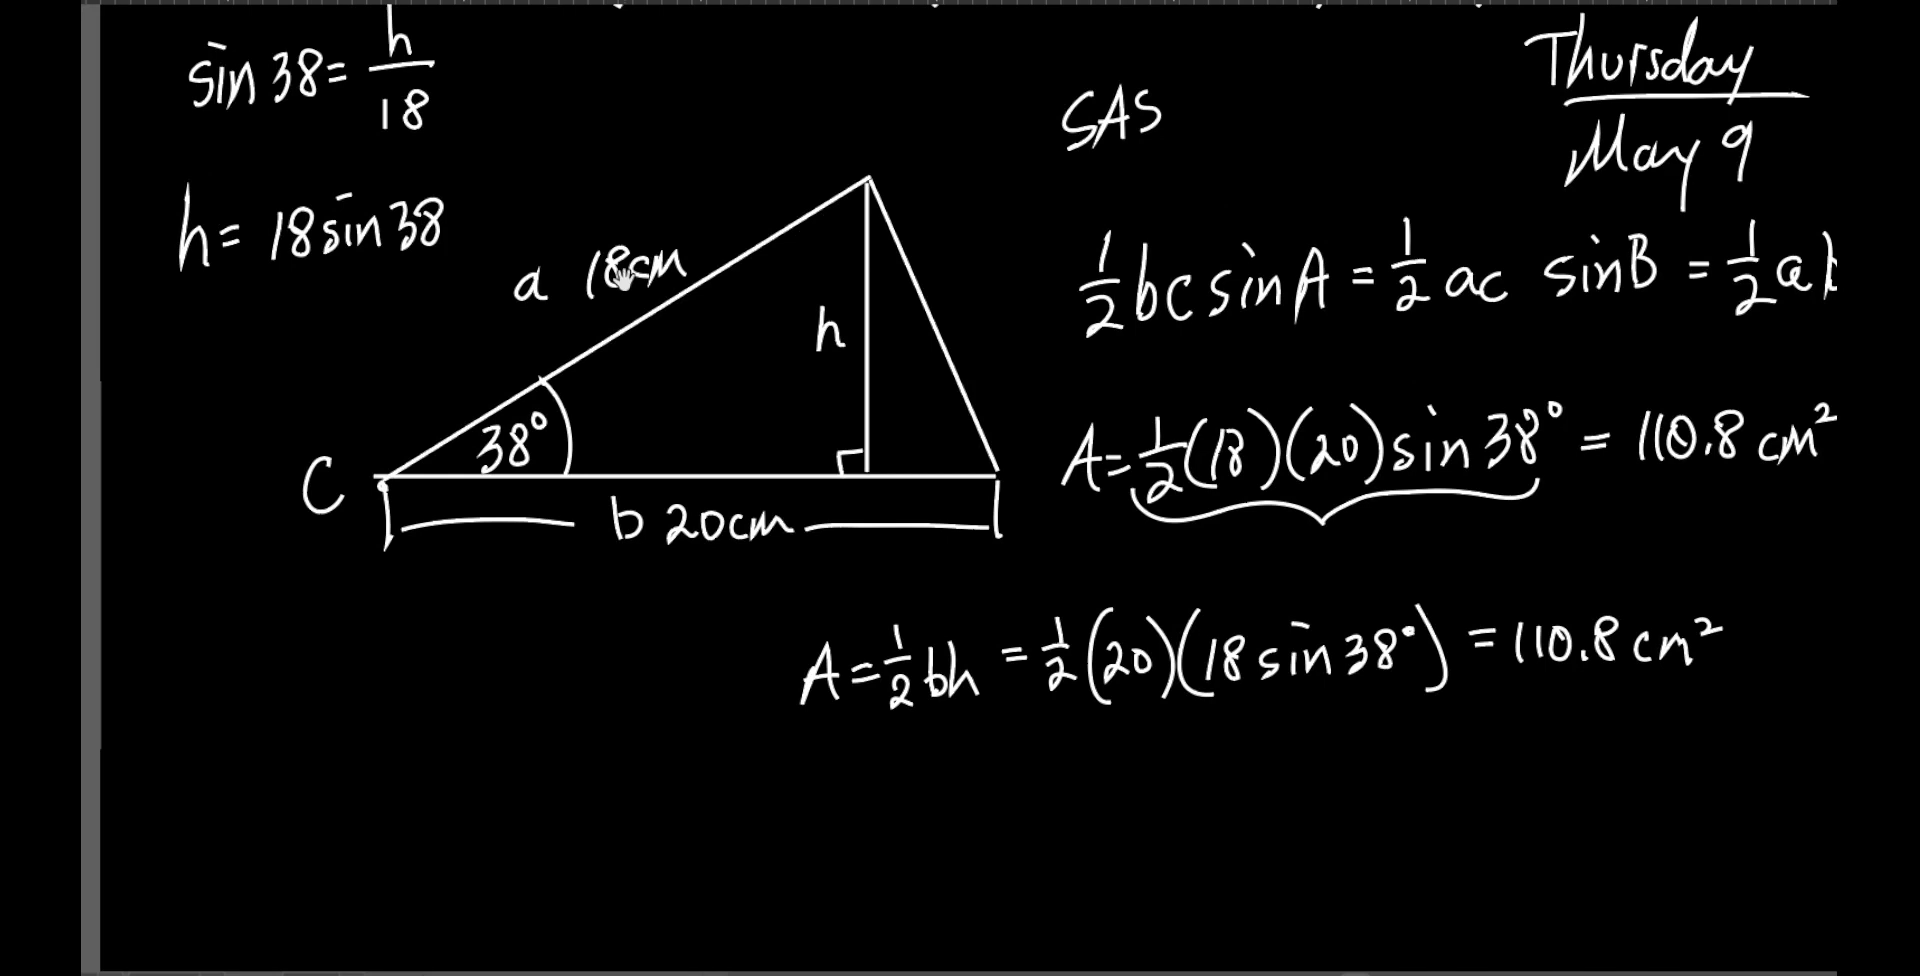 sin 38 = h/18
Thursday
May 9
SAS
h = 18 sin 38
1/2 bc sin A = 1/2 ac sin B = 1/2 a
a 18cm
h
38°
C
b 20cm
A = 1/2 (18)(20) sin 38° = 110.8 cm²
A = 1/2 bh = 1/2 (20)(18 sin 38°) = 110.8 cm²